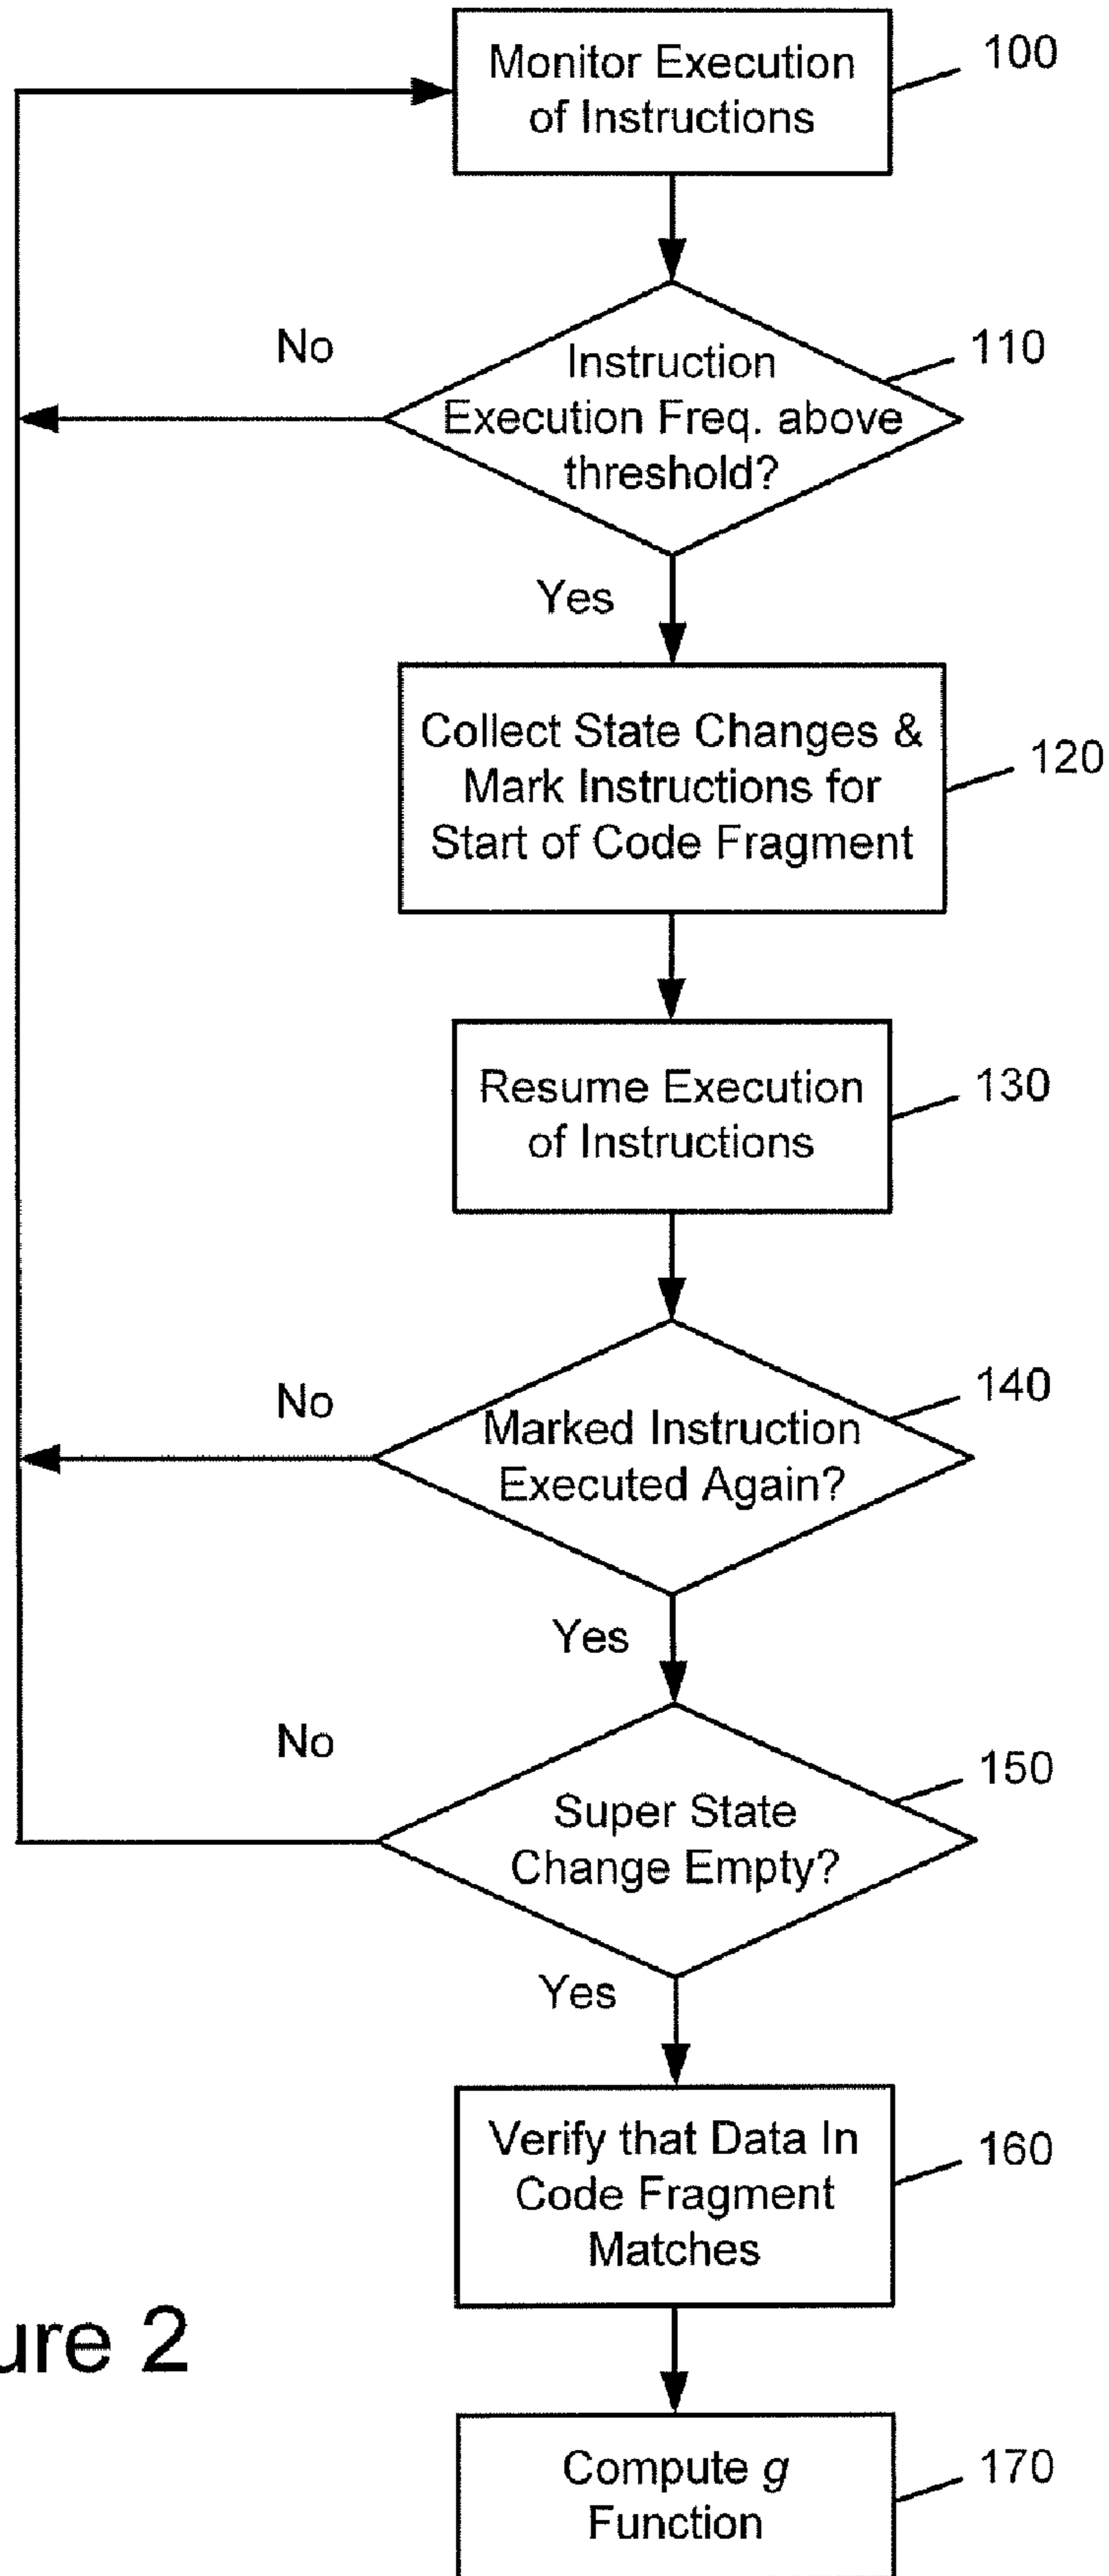 Monitor Execution
of Instructions
100
No
Instruction
Execution Freq. above
threshold?
110
Yes
Collect State Changes &
Mark Instructions for
Start of Code Fragment
120
Resume Execution
of Instructions
130
No
Marked Instruction
Executed Again?
140
Yes
No
Super State
Change Empty?
150
Yes
Verify that Data In
Code Fragment
Matches
160
ure 2
Compute g
Function
170